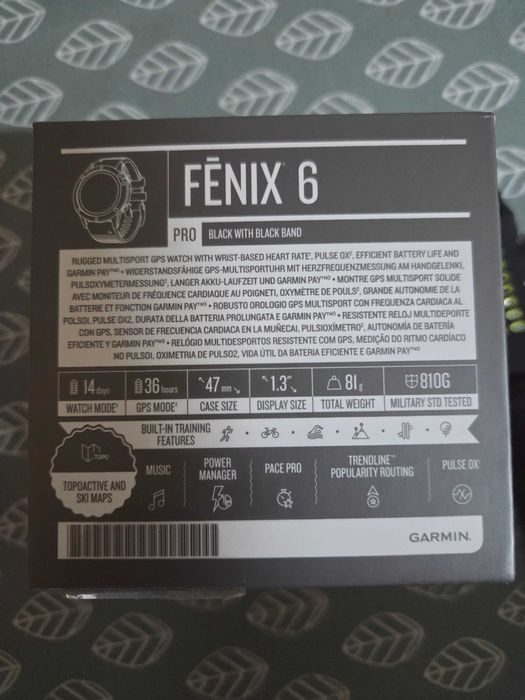 FĒNIX® 6
PRO BLACK WITH BLACK BAND
RUGGED MULTISPORT GPS WATCH WITH WRIST-BASED HEART RATE¹, PULSE OX², EFFICIENT BATTERY LIFE AND
GARMIN PAY™³ • WIDERSTANDSFÄHIGE GPS-MULTISPORTUHR MIT HERZFREQUENZMESSUNG AM HANDGELENK¹,
PULSOXYMETERMESSUNG², LANGER AKKU-LAUFZEIT UND GARMIN PAY™³ • MONTRE GPS MULTISPORT SOLIDE
AVEC MONITEUR DE FRÉQUENCE CARDIAQUE AU POIGNET¹, OXYMÈTRE DE POULS², GRANDE AUTONOMIE DE LA
BATTERIE ET FONCTION GARMIN PAY™³ • ROBUSTO OROLOGIO GPS MULTISPORT CON FREQUENZA CARDIACA AL
POLSO¹, PULSE OX2, DURATA DELLA BATTERIA PROLUNGATA E GARMIN PAY™³ • RESISTENTE RELOJ MULTIDEPORTE
CON GPS, SENSOR DE FRECUENCIA CARDIACA EN LA MUÑECA¹, PULSIOXÍMETRO², AUTONOMÍA DE BATERÍA
EFICIENTE Y GARMIN PAY™³ • RELÓGIO MULTIDESPORTOS RESISTENTE COM GPS, MEDIÇÃO DO RITMO CARDÍACO
NO PULSO1, OXIMETRIA DE PULSO2, VIDA ÚTIL DA BATERIA EFICIENTE E GARMIN PAY™³
14 days 36 hours 47 mm 1.3" 81g 810G
WATCH MODE⁴ GPS MODE⁴ CASE SIZE DISPLAY SIZE TOTAL WEIGHT MILITARY STD TESTED
BUILT-IN TRAINING
FEATURES
TOPO
TOPOACTIVE AND
SKI MAPS
MUSIC
POWER
MANAGER
PACE PRO
TRENDLINE™
POPULARITY ROUTING
PULSE OX²
GARMIN.